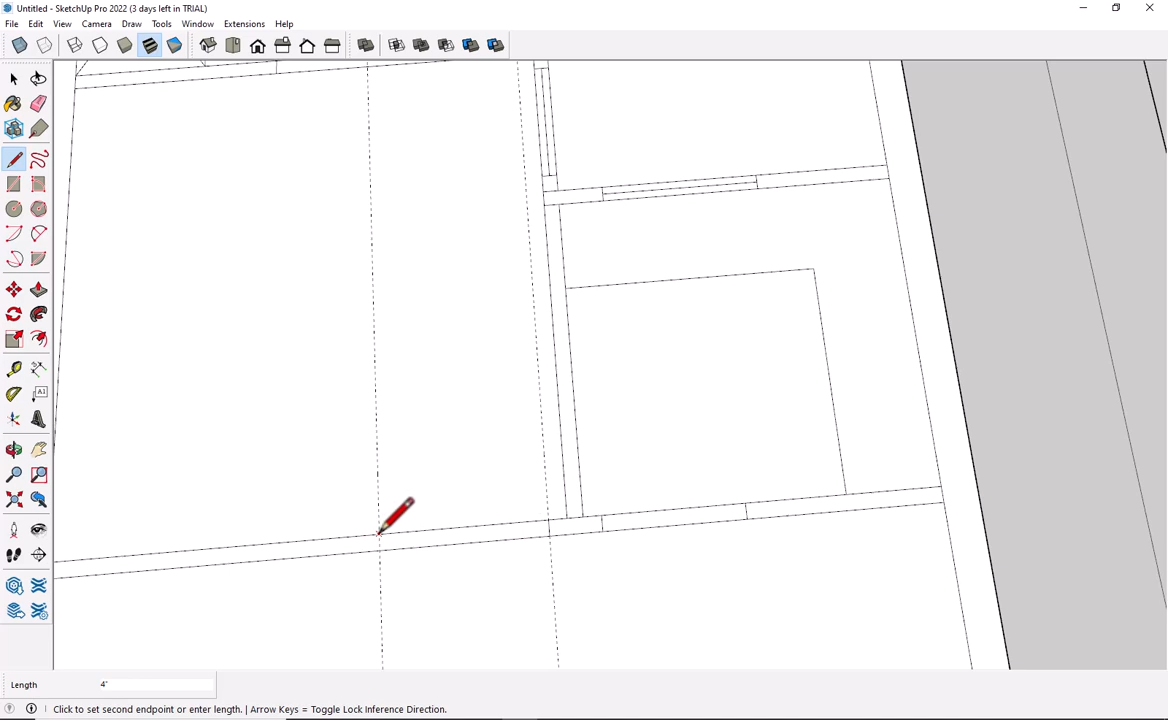 Untitled - SketchUp Pro 2022 (3 days left in TRIAL)
File Edit View Camera Draw Tools Window Extensions Help
A1
Length 4"
Click to set second endpoint or enter length. | Arrow Keys = Toggle Lock Inference Direction.